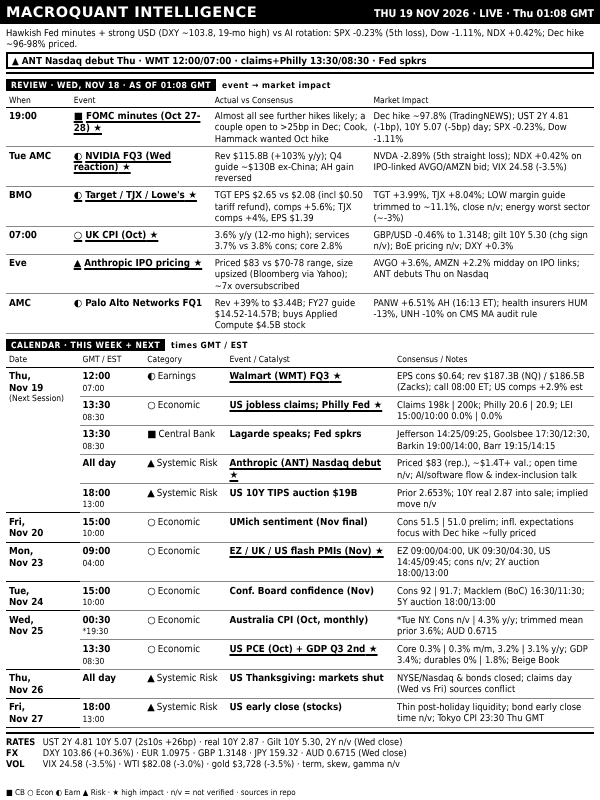 MACROQUANT INTELLIGENCE THU 19 NOV 2026 · LIVE · Thu 01:08 GMT
Hawkish Fed minutes + strong USD (DXY ~103.8, 19-mo high) vs AI rotation: SPX -0.23% (5th loss), Dow -1.11%, NDX +0.42%; Dec hike
~96-98% priced.
▲ ANT Nasdaq debut Thu · WMT 12:00/07:00 · claims+Philly 13:30/08:30 · Fed spkrs
REVIEW · WED, NOV 18 · AS OF 01:08 GMT event → market impact
When Event Actual vs Consensus Market Impact
19:00 ■ FOMC minutes (Oct 27-
28) ★
Almost all see further hikes likely; a
couple open to >25bp in Dec; Cook,
Hammack wanted Oct hike
Dec hike ~97.8% (TradingNEWS); UST 2Y 4.81
(-1bp), 10Y 5.07 (-5bp) day; SPX -0.23%, Dow
-1.11%
Tue AMC ◐ NVIDIA FQ3 (Wed
reaction) ★
Rev $115.8B (+103% y/y); Q4
guide ~$130B ex-China; AH gain
reversed
NVDA -2.89% (5th straight loss); NDX +0.42% on
IPO-linked AVGO/AMZN bid; VIX 24.58 (-3.5%)
BMO ◐ Target / TJX / Lowe's ★
TGT EPS $2.65 vs $2.08 (incl $0.50
tariff refund), comps +5.6%; TJX
comps +4%, EPS $1.39
TGT +3.99%, TJX +8.04%; LOW margin guide
trimmed to ~11.1%, close n/v; energy worst sector
(~-3%)
07:00 ○ UK CPI (Oct) ★
3.6% y/y (12-mo high); services
3.7% vs 3.8% cons; core 2.8%
GBP/USD -0.46% to 1.3148; gilt 10Y 5.30 (chg sign
n/v); BoE pricing n/v; DXY +0.3%
Eve ▲ Anthropic IPO pricing ★
Priced $83 vs $70-78 range, size
upsized (Bloomberg via Yahoo);
~7x oversubscribed
AVGO +3.6%, AMZN +2.2% midday on IPO links;
ANT debuts Thu on Nasdaq
AMC ◐ Palo Alto Networks FQ1
Rev +39% to $3.44B; FY27 guide
$14.52-14.57B; buys Applied
Compute $4.5B stock
PANW +6.51% AH (16:13 ET); health insurers HUM
-13%, UNH -10% on CMS MA audit rule
CALENDAR · THIS WEEK + NEXT times GMT / EST
Date GMT / EST Category Event / Catalyst Consensus / Notes
Thu,
Nov 19
(Next Session)
12:00
07:00
◐ Earnings Walmart (WMT) FQ3 ★
EPS cons $0.64; rev $187.3B (NQ) / $186.5B
(Zacks); call 08:00 ET; US comps +2.9% est
13:30
08:30
○ Economic US jobless claims; Philly Fed ★
Claims 198k | 200k; Philly 20.6 | 20.9; LEI
15:00/10:00 0.0% | 0.0%
13:30
08:30
■ Central Bank Lagarde speaks; Fed spkrs
Jefferson 14:25/09:25, Goolsbee 17:30/12:30,
Barkin 19:00/14:00, Barr 19:15/14:15
All day ▲ Systemic Risk Anthropic (ANT) Nasdaq debut
★
Priced $83 (rep.), ~$1.4T+ val.; open time
n/v; AI/software flow & index-inclusion talk
18:00
13:00
▲ Systemic Risk US 10Y TIPS auction $19B
Prior 2.653%; 10Y real 2.87 into sale; implied
move n/v
Fri,
Nov 20
15:00
10:00
○ Economic UMich sentiment (Nov final)
Cons 51.5 | 51.0 prelim; infl. expectations
focus with Dec hike ~fully priced
Mon,
Nov 23
09:00
04:00
○ Economic EZ / UK / US flash PMIs (Nov) ★
EZ 09:00/04:00, UK 09:30/04:30, US
14:45/09:45; cons n/v; 2Y auction
18:00/13:00
Tue,
Nov 24
15:00
10:00
○ Economic Conf. Board confidence (Nov)
Cons 92 | 91.7; Macklem (BoC) 16:30/11:30;
5Y auction 18:00/13:00
Wed,
Nov 25
00:30
*19:30
○ Economic Australia CPI (Oct, monthly)
*Tue NY. Cons n/v | 4.3% y/y; trimmed mean
prior 3.6%; AUD 0.6715
13:30
08:30
○ Economic US PCE (Oct) + GDP Q3 2nd ★
Core 0.3% | 0.3% m/m, 3.2% | 3.1% y/y; GDP
3.4%; durables 0% | 1.8%; Beige Book
Thu,
Nov 26
All day ▲ Systemic Risk US Thanksgiving: markets shut
NYSE/Nasdaq & bonds closed; claims day
(Wed vs Fri) sources conflict
Fri,
Nov 27
18:00
13:00
▲ Systemic Risk US early close (stocks)
Thin post-holiday liquidity; bond early close
time n/v; Tokyo CPI 23:30 Thu GMT
RATES UST 2Y 4.81 10Y 5.07 (2s10s +26bp) · real 10Y 2.87 · Gilt 10Y 5.30, 2Y n/v (Wed close)
FX DXY 103.86 (+0.36%) · EUR 1.0975 · GBP 1.3148 · JPY 159.32 · AUD 0.6715 (Wed close)
VOL VIX 24.58 (-3.5%) · WTI $82.08 (-3.0%) · gold $3,728 (-3.5%) · term, skew, gamma n/v
■ CB ○ Econ ◐ Earn ▲ Risk · ★ high impact · n/v = not verified · sources in repo